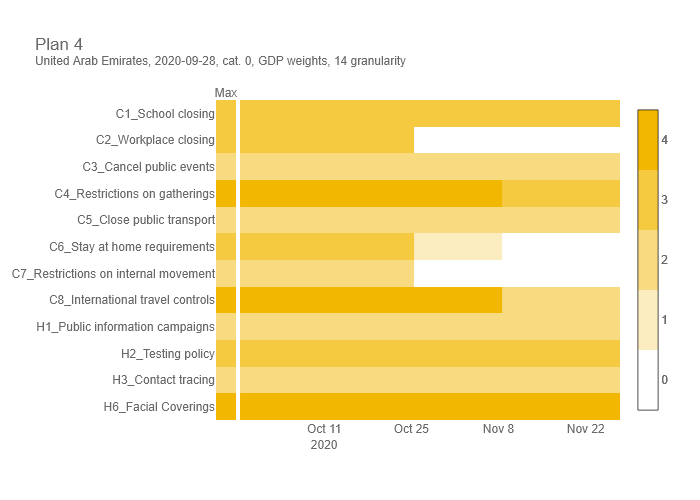 Plan 4
United Arab Emirates, 2020-09-28, cat. 0, GDP weights, 14 granularity
Max
C1_School closing
C2_Workplace closing
C3_Cancel public events
C4_Restrictions on gatherings
C5_Close public transport
C6_Stay at home requirements
C7_Restrictions on internal movement
C8_International travel controls
H1_Public information campaigns
H2_Testing policy
H3_Contact tracing
H6_Facial Coverings
Oct 11 Oct 25 Nov 8 Nov 22
2020
4
3
2
1
0